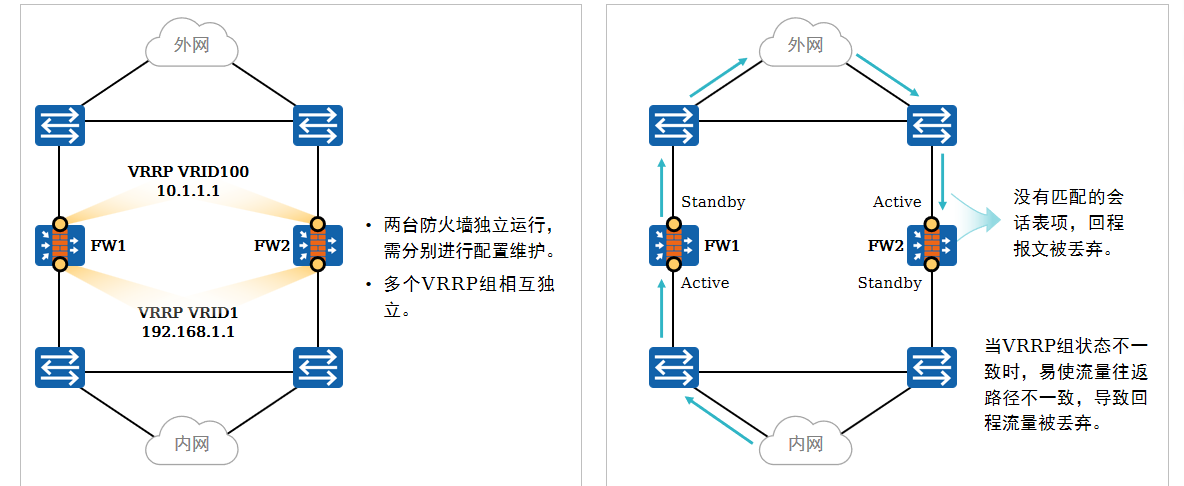 外网
VRRP VRID100
10.1.1.1
FW1
FW2
VRRP VRID1
192.168.1.1
内网
• 两台防火墙独立运行，
需分别进行配置维护。
• 多个VRRP组相互独
立。
外网
Standby
Active
FW1
FW2
Active
Standby
内网
没有匹配的会
话表项，回程
报文被丢弃。
当VRRP组状态不一
致时，易使流量往返
路径不一致，导致回
程流量被丢弃。